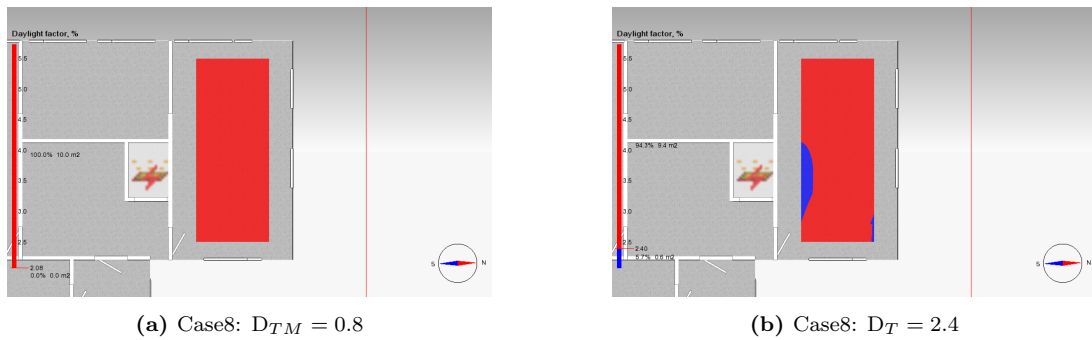 Daylight factor, %
5.5
5.0
4.5
4.0
100.0% 10.0 m2
3.5
3.0
2.5
2.08
0.0% 0.0 m2
S N
(a) Case8: D_{TM} = 0.8
Daylight factor, %
5.5
5.0
4.5
94.3% 9.4 m2
4.0
3.5
3.0
2.5
2.40
5.7% 0.6 m2
S N
(b) Case8: D_T = 2.4